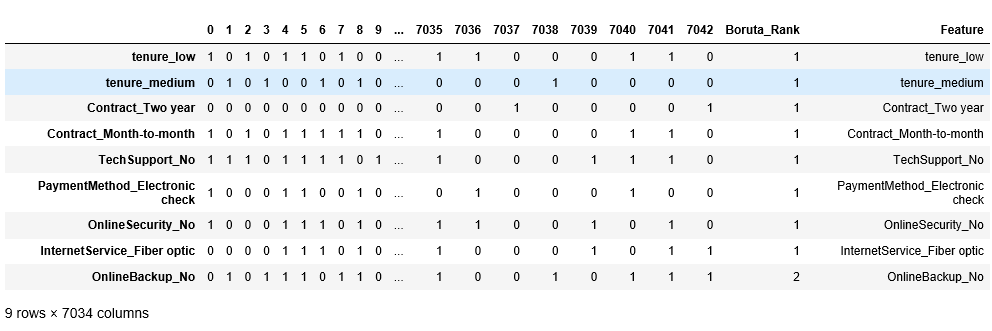 0 1 2 3 4 5 6 7 8 9 ... 7035 7036 7037 7038 7039 7040 7041 7042 Boruta_Rank Feature
tenure_low 1 0 1 0 1 1 0 1 0 0 ... 1 1 0 0 0 1 1 0 1 tenure_low
tenure_medium 0 1 0 1 0 0 1 0 1 0 ... 0 0 0 1 0 0 0 0 1 tenure_medium
Contract_Two year 0 0 0 0 0 0 0 0 0 0 ... 0 0 1 0 0 0 0 1 1 Contract_Two year
Contract_Month-to-month 1 0 1 0 1 1 1 1 1 1 ... 1 0 0 0 0 1 1 0 1 Contract_Month-to-month
TechSupport_No 1 1 1 0 1 1 1 1 0 1 ... 1 0 0 0 1 1 1 0 1 TechSupport_No
PaymentMethod_Electronic
check 1 0 0 0 1 1 0 0 1 0 ... 0 1 0 0 0 1 0 0 1 PaymentMethod_Electronic
check
OnlineSecurity_No 1 0 0 0 1 1 1 0 1 0 ... 1 1 0 0 1 0 1 0 1 OnlineSecurity_No
InternetService_Fiber optic 0 0 0 0 1 1 1 0 1 0 ... 1 0 0 0 1 0 1 1 1 InternetService_Fiber optic
OnlineBackup_No 0 1 0 1 1 1 0 1 1 0 ... 1 0 0 1 0 1 1 1 2 OnlineBackup_No
9 rows × 7034 columns